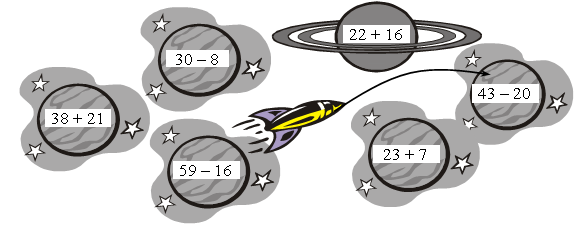 22 + 16
30 – 8
43 – 20
38 + 21
23 + 7
59 – 16